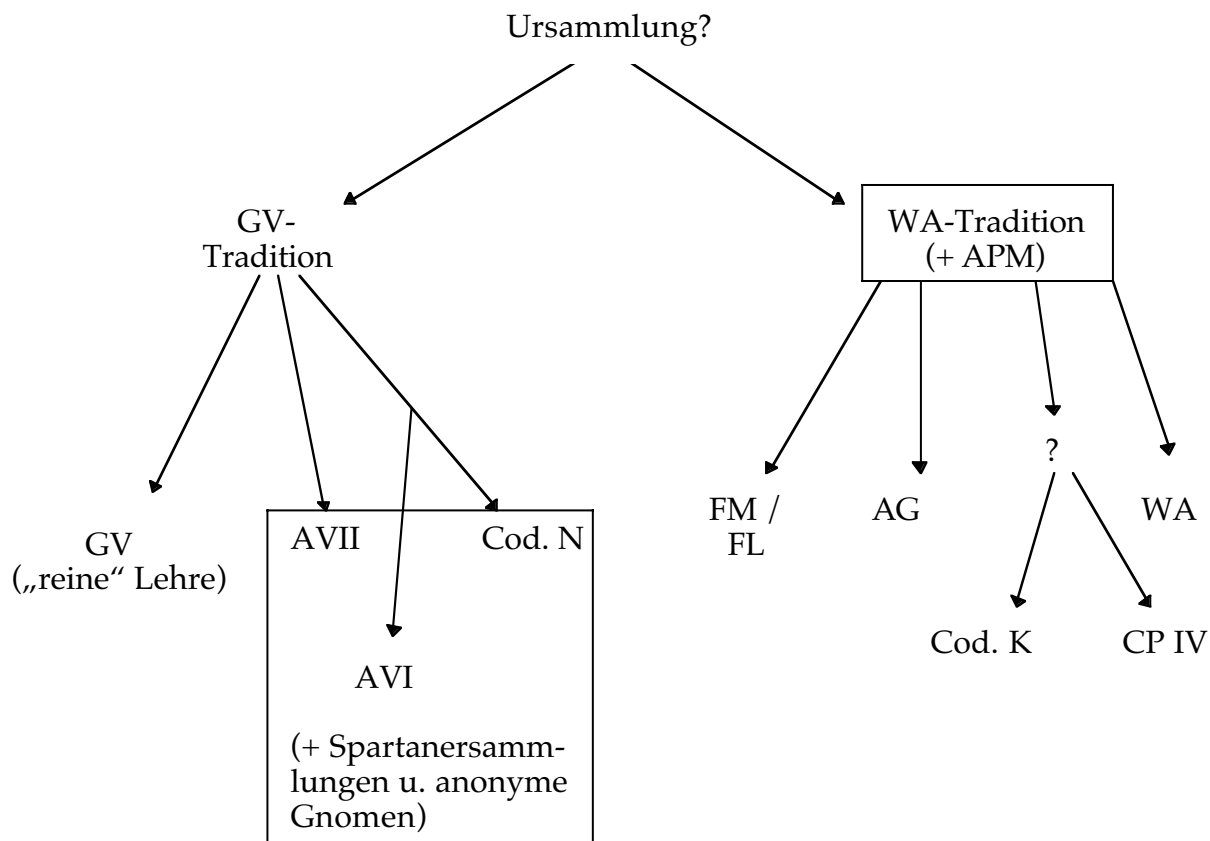 Ursammlung?
GV-
Tradition
WA-Tradition
(+ APM)
GV
(„reine“ Lehre)
AVII
Cod. N
AVI
(+ Spartanersamm-
lungen u. anonyme
Gnomen)
FM /
FL
AG
?
WA
Cod. K
CP IV